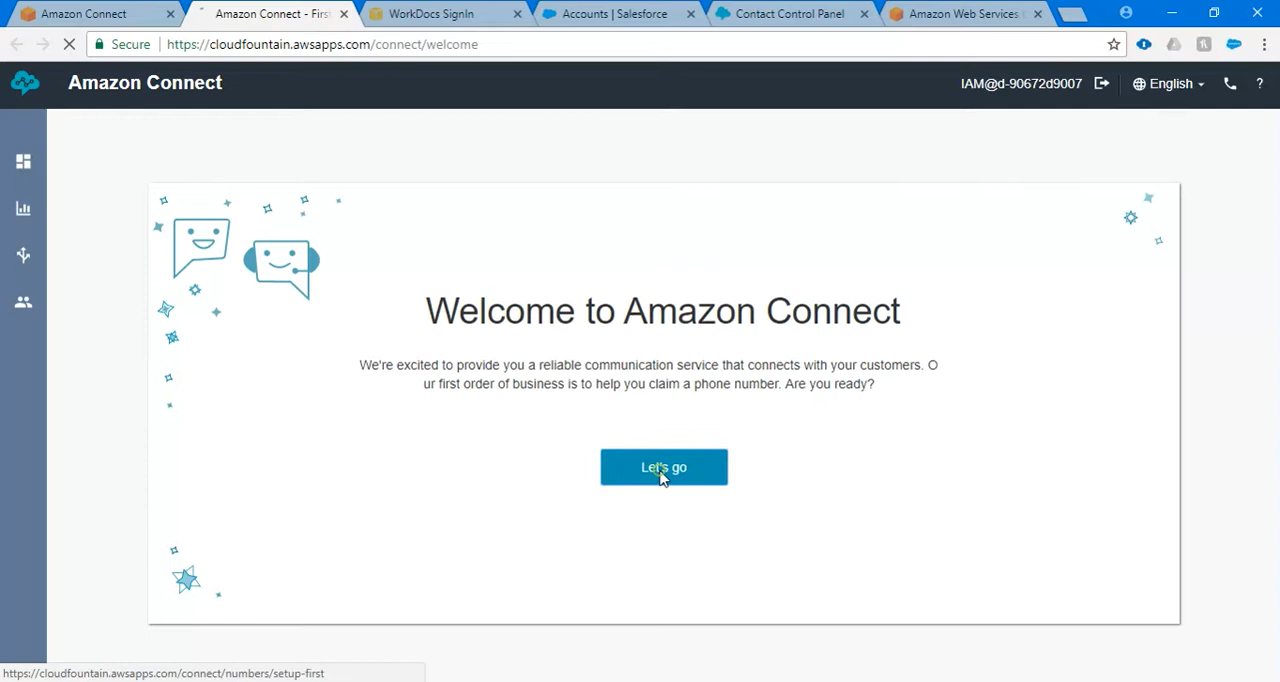 Amazon Connect
Amazon Connect - Firs
WorkDocs SignIn
Accounts | Salesforce
Contact Control Panel
Amazon Web Services
Secure
https://cloudfountain.awsapps.com/connect/welcome
Amazon Connect
IAM@d-90672d9007
English
?
Welcome to Amazon Connect
We're excited to provide you a reliable communication service that connects with your customers. O
ur first order of business is to help you claim a phone number. Are you ready?
Let's go
https://cloudfountain.awsapps.com/connect/numbers/setup-first